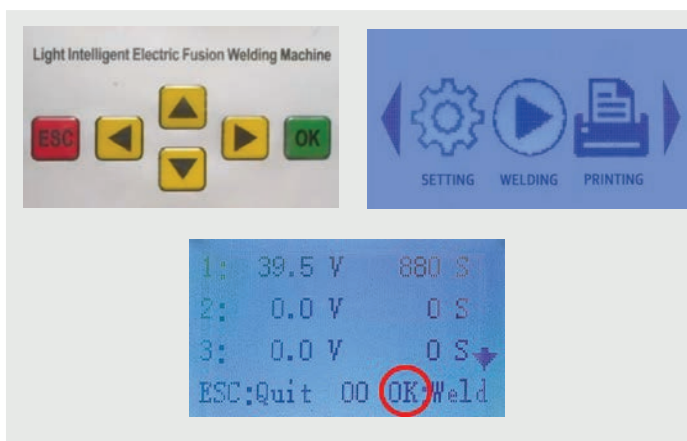 Light Intelligent Electric Fusion Welding Machine
ESC OK
SETTING WELDING PRINTING
1: 39.5 V 880 S
2: 0.0 V 0 S
3: 0.0 V 0 S
ESC:Quit 00 OK:Weld